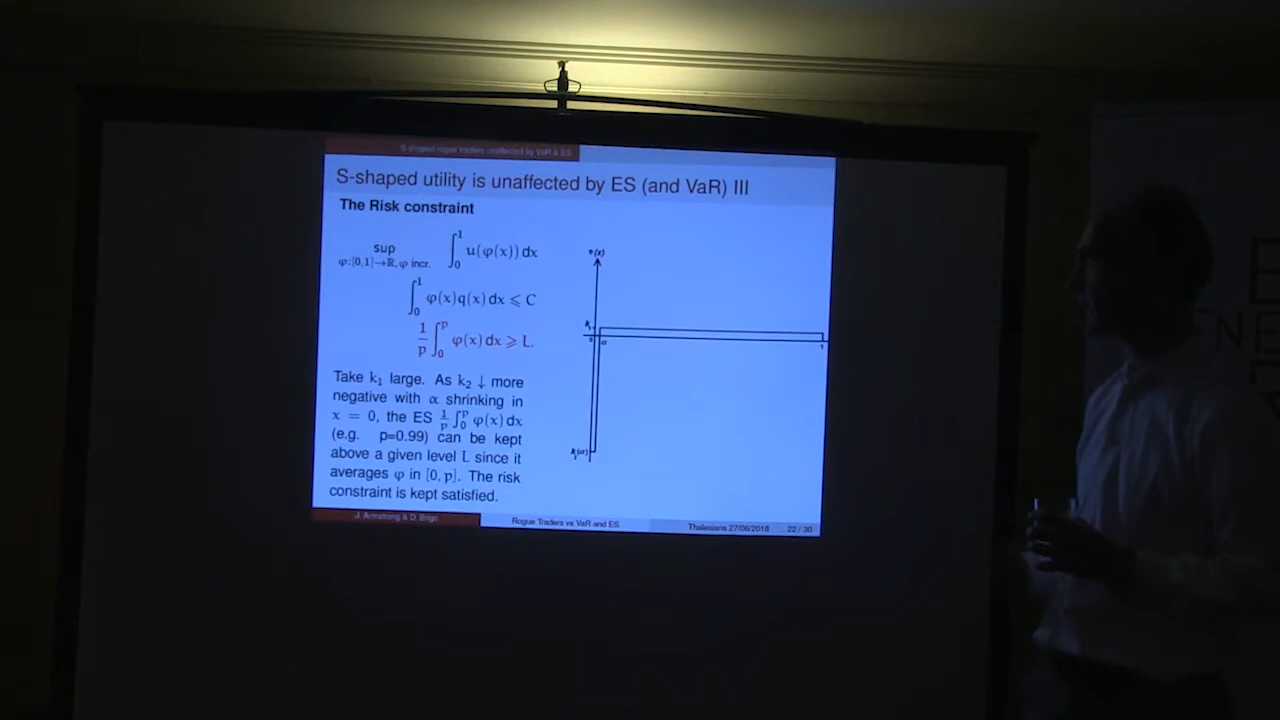 S-shaped rogue traders unaffected by VaR & ES
S-shaped utility is unaffected by ES (and VaR) III
The Risk constraint
sup ∫₀¹ u(φ(x)) dx
φ:[0,1]→ℝ, φ incr.
∫₀¹ φ(x)q(x) dx ⩽ C
1/p ∫₀ᵖ φ(x) dx ⩾ L.
Take k₁ large. As k₂ ↓ more
negative with α shrinking in
x = 0, the ES 1/p ∫₀ᵖ φ(x) dx
(e.g. p=0.99) can be kept
above a given level L since it
averages φ in [0, p]. The risk
constraint is kept satisfied.
φ(x)
k₁
0 α 1
k₂(α)
J. Armstrong & D. Brigo Rogue Traders vs VaR and ES Thalesians 27/06/2018 22 / 30